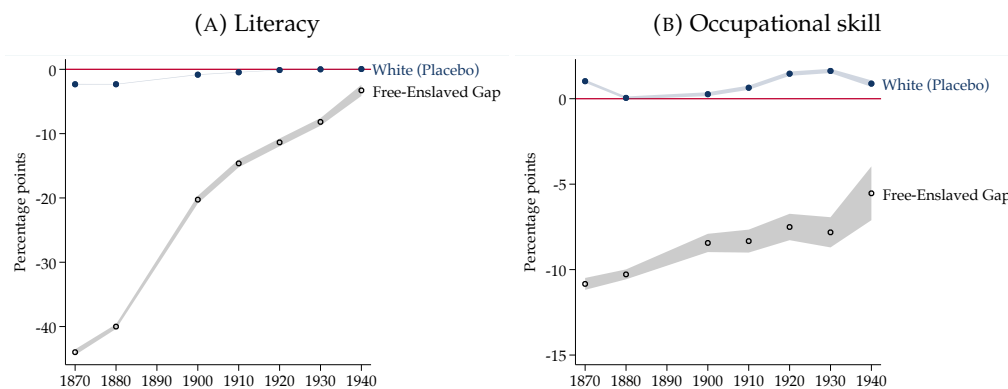 (A) Literacy
Percentage points
0
-10
-20
-30
-40
White (Placebo)
Free-Enslaved Gap
1870 1880 1890 1900 1910 1920 1930 1940
(B) Occupational skill
Percentage points
0
-5
-10
-15
White (Placebo)
Free-Enslaved Gap
1870 1880 1890 1900 1910 1920 1930 1940